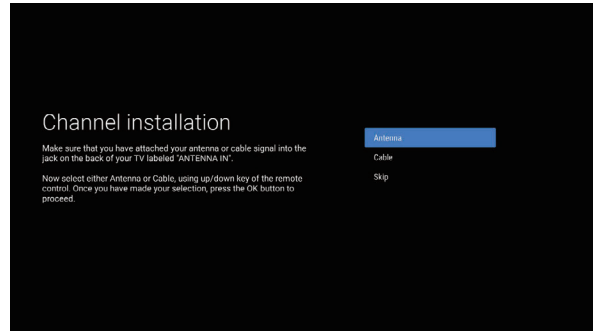 Channel installation
Make sure that you have attached your antenna or cable signal into the
jack on the back of your TV labeled "ANTENNA IN".
Now select either Antenna or Cable, using up/down key of the remote
control. Once you have made your selection, press the OK button to
proceed.
Antenna
Cable
Skip